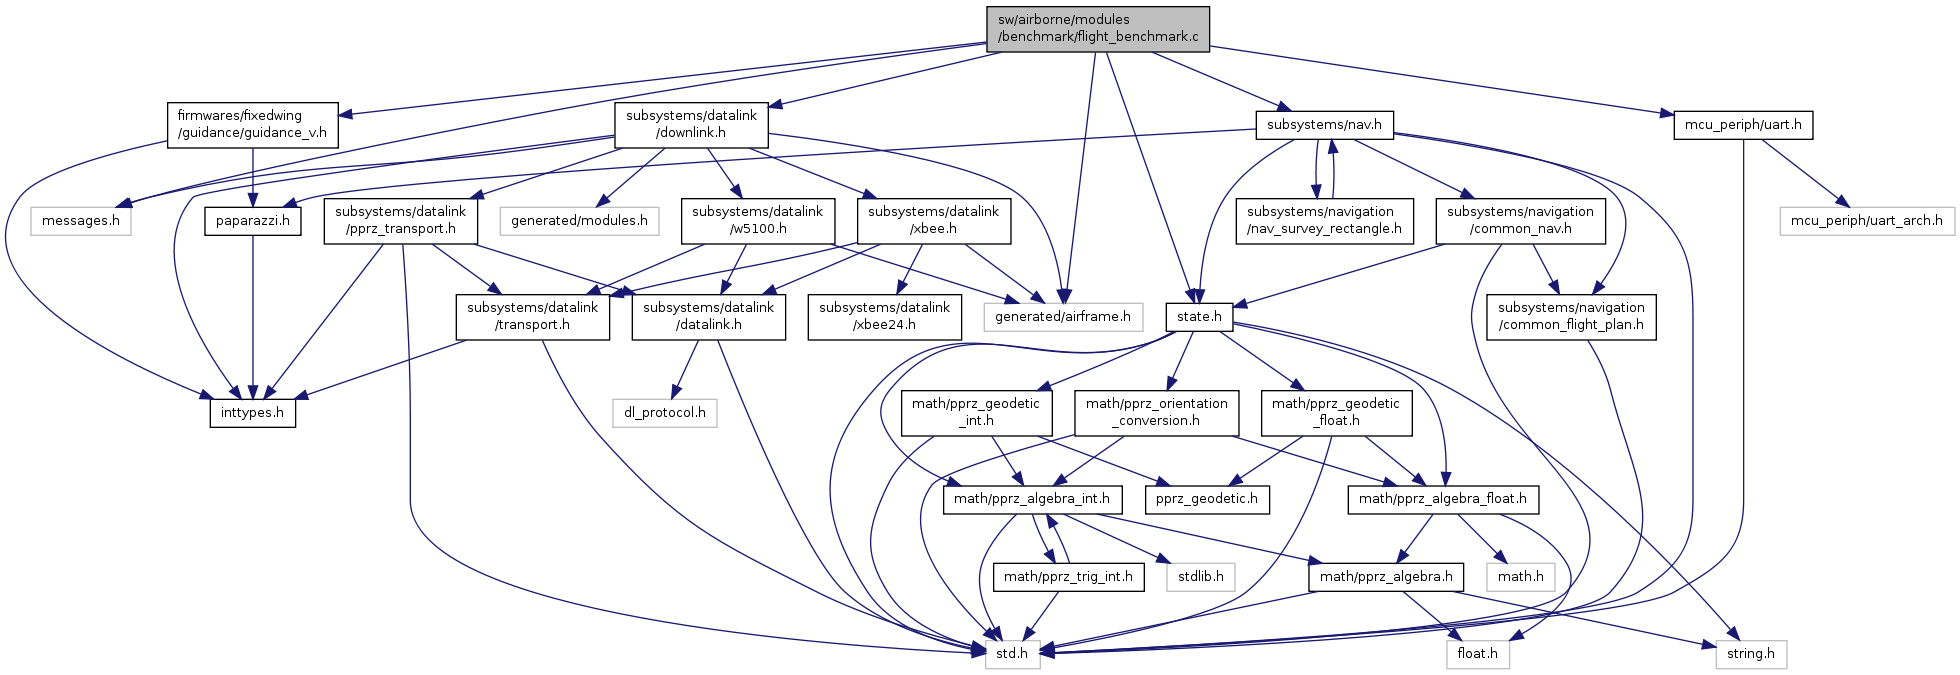 sw/airborne/modules
/benchmark/flight_benchmark.c
firmwares/fixedwing
/guidance/guidance_v.h
subsystems/datalink
/downlink.h
subsystems/nav.h
mcu_periph/uart.h
messages.h
paparazzi.h
subsystems/datalink
/pprz_transport.h
generated/modules.h
subsystems/datalink
/w5100.h
subsystems/datalink
/xbee.h
subsystems/navigation
/nav_survey_rectangle.h
subsystems/navigation
/common_nav.h
mcu_periph/uart_arch.h
subsystems/datalink
/transport.h
subsystems/datalink
/datalink.h
subsystems/datalink
/xbee24.h
generated/airframe.h
state.h
subsystems/navigation
/common_flight_plan.h
inttypes.h
dl_protocol.h
math/pprz_geodetic
_int.h
math/pprz_orientation
_conversion.h
math/pprz_geodetic
_float.h
math/pprz_algebra_int.h
pprz_geodetic.h
math/pprz_algebra_float.h
math/pprz_trig_int.h
stdlib.h
math/pprz_algebra.h
math.h
std.h
float.h
string.h